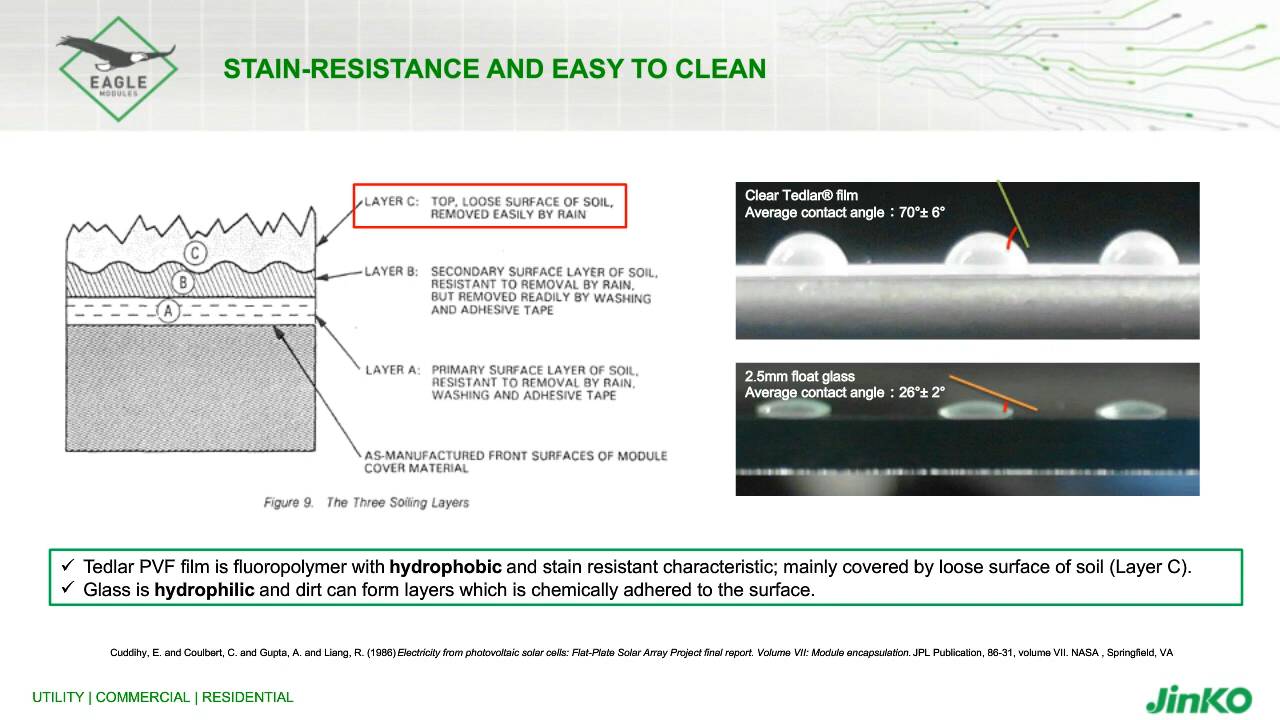 EAGLE
MODULES
STAIN-RESISTANCE AND EASY TO CLEAN
C
B
A
LAYER C: TOP, LOOSE SURFACE OF SOIL,
REMOVED EASILY BY RAIN
LAYER B: SECONDARY SURFACE LAYER OF SOIL,
RESISTANT TO REMOVAL BY RAIN,
BUT REMOVED READILY BY WASHING
AND ADHESIVE TAPE
LAYER A: PRIMARY SURFACE LAYER OF SOIL,
RESISTANT TO REMOVAL BY RAIN,
WASHING AND ADHESIVE TAPE
AS-MANUFACTURED FRONT SURFACES OF MODULE
COVER MATERIAL
Figure 9. The Three Soiling Layers
Clear Tedlar® film
Average contact angle：70°± 6°
2.5mm float glass
Average contact angle：26°± 2°
✓ Tedlar PVF film is fluoropolymer with hydrophobic and stain resistant characteristic; mainly covered by loose surface of soil (Layer C).
✓ Glass is hydrophilic and dirt can form layers which is chemically adhered to the surface.
Cuddihy, E. and Coulbert, C. and Gupta, A. and Liang, R. (1986) Electricity from photovoltaic solar cells: Flat-Plate Solar Array Project final report. Volume VII: Module encapsulation. JPL Publication, 86-31, volume VII. NASA , Springfield, VA
UTILITY | COMMERCIAL | RESIDENTIAL
JinKO